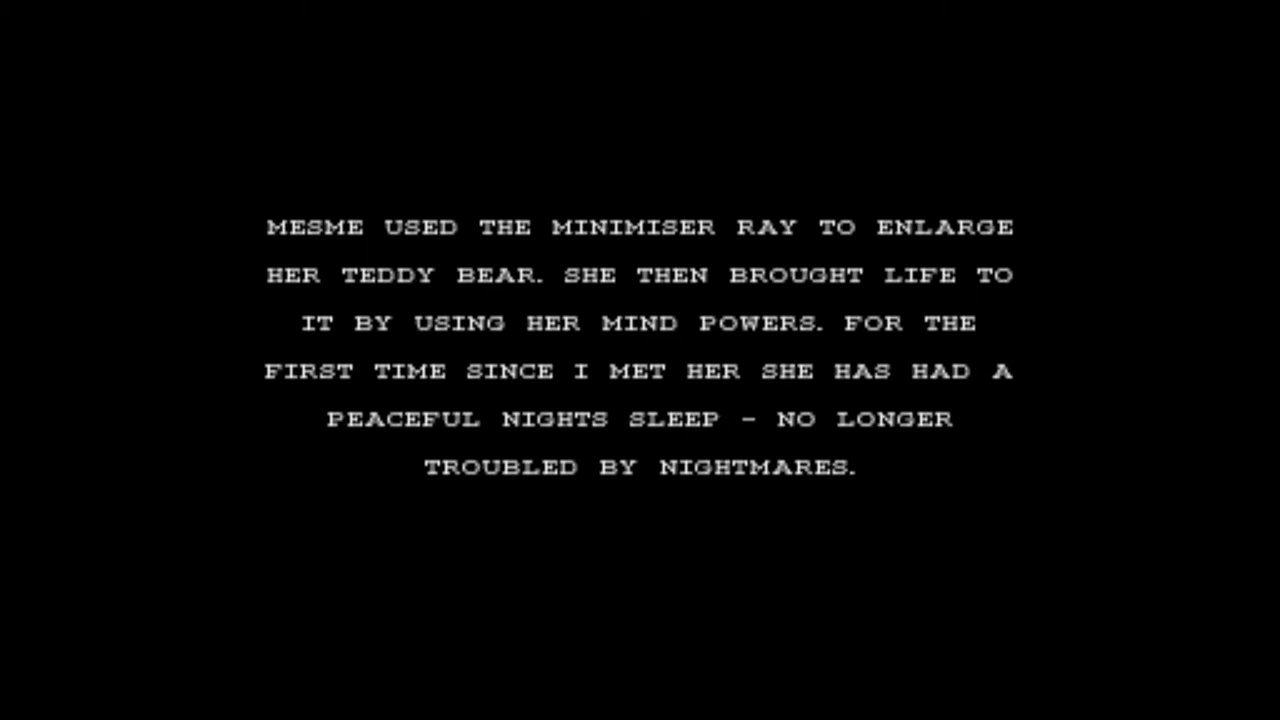 MESME USED THE MINIMISER RAY TO ENLARGE
HER TEDDY BEAR. SHE THEN BROUGHT LIFE TO
IT BY USING HER MIND POWERS. FOR THE
FIRST TIME SINCE I MET HER SHE HAS HAD A
PEACEFUL NIGHTS SLEEP - NO LONGER
TROUBLED BY NIGHTMARES.